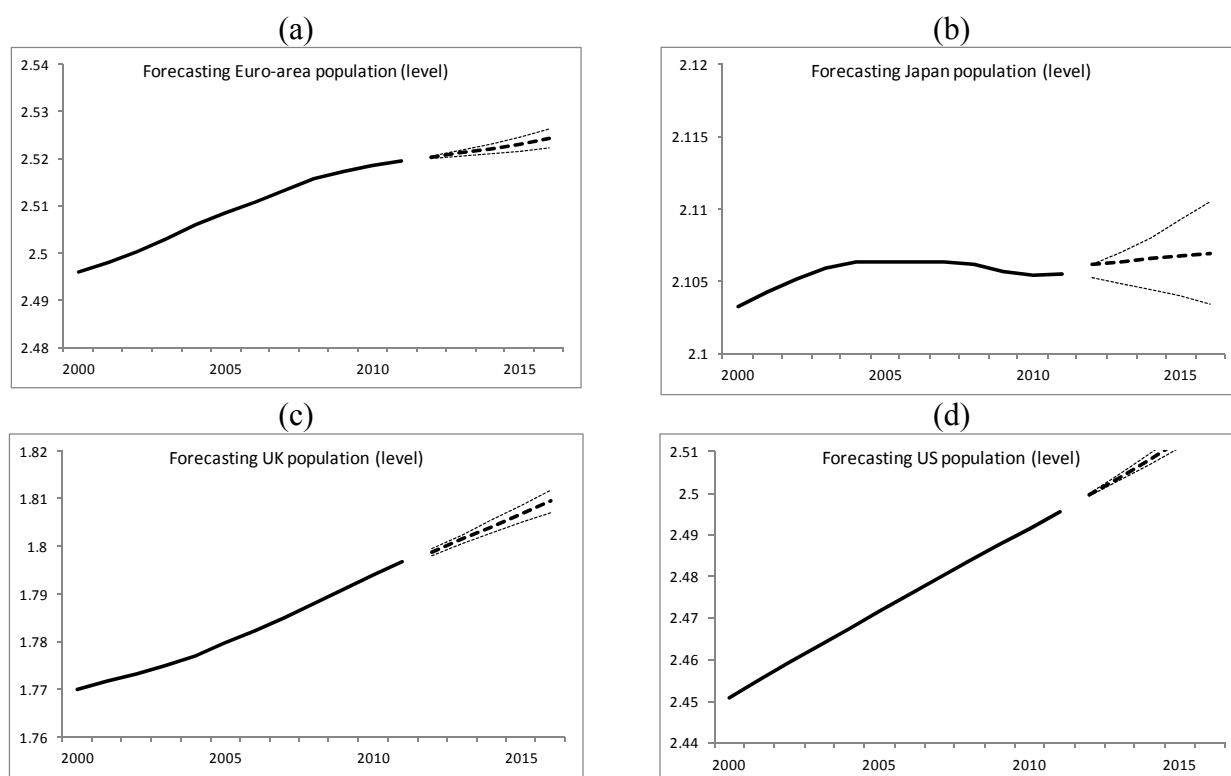 (a)
Forecasting Euro-area population (level)
2.54
2.53
2.52
2.51
2.5
2.49
2.48
2000 2005 2010 2015
(b)
Forecasting Japan population (level)
2.12
2.115
2.11
2.105
2.1
2000 2005 2010 2015
(c)
Forecasting UK population (level)
1.82
1.81
1.8
1.79
1.78
1.77
1.76
2000 2005 2010 2015
(d)
Forecasting US population (level)
2.51
2.5
2.49
2.48
2.47
2.46
2.45
2.44
2000 2005 2010 2015